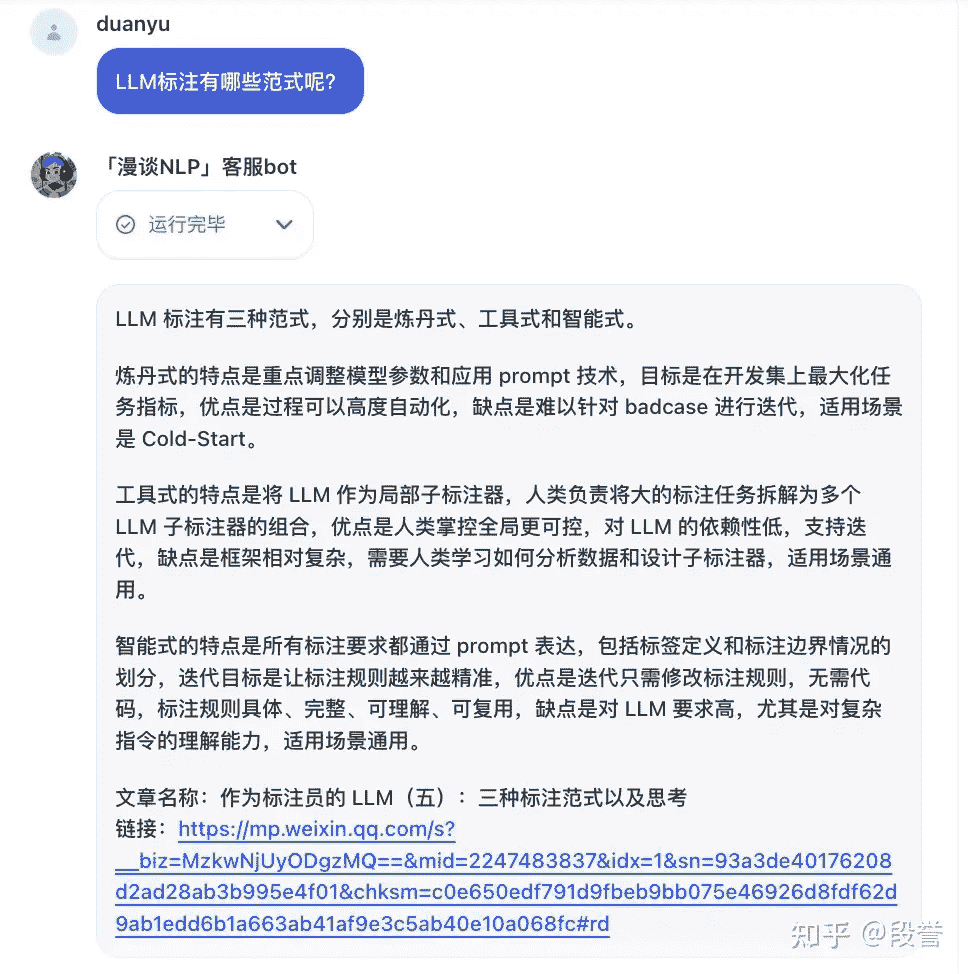 duanyu
LLM标注有哪些范式呢?
「漫谈NLP」客服bot
运行完毕
LLM 标注有三种范式，分别是炼丹式、工具式和智能式。
炼丹式的特点是重点调整模型参数和应用 prompt 技术，目标是在开发集上最大化任
务指标，优点是过程可以高度自动化，缺点是难以针对 badcase 进行迭代，适用场景
是 Cold-Start。
工具式的特点是将 LLM 作为局部子标注器，人类负责将大的标注任务拆解为多个
LLM 子标注器的组合，优点是人类掌控全局更可控，对 LLM 的依赖性低，支持迭
代，缺点是框架相对复杂，需要人类学习如何分析数据和设计子标注器，适用场景通
用。
智能式的特点是所有标注要求都通过 prompt 表达，包括标签定义和标注边界情况的
划分，迭代目标是让标注规则越来越精准，优点是迭代只需修改标注规则，无需代
码，标注规则具体、完整、可理解、可复用，缺点是对 LLM 要求高，尤其是对复杂
指令的理解能力，适用场景通用。
文章名称：作为标注员的 LLM（五）：三种标注范式以及思考
链接：https://mp.weixin.qq.com/s?
__biz=MzkwNjUyODgzMQ==&mid=2247483837&idx=1&sn=93a3de40176208
d2ad28ab3b995e4f01&chksm=c0e650edf791d9fbeb9bb075e46926d8fdf62d
9ab1edd6b1a663ab41af9e3c5ab40e10a068fc#rd
知乎 @段誉